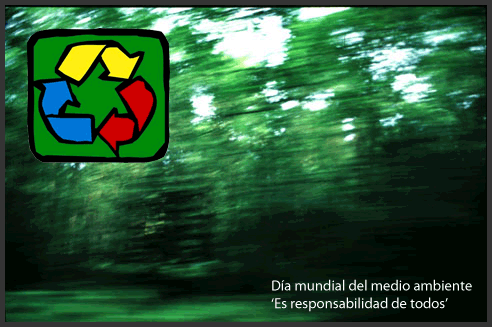 Día mundial del medio ambiente
‘Es responsabilidad de todos’